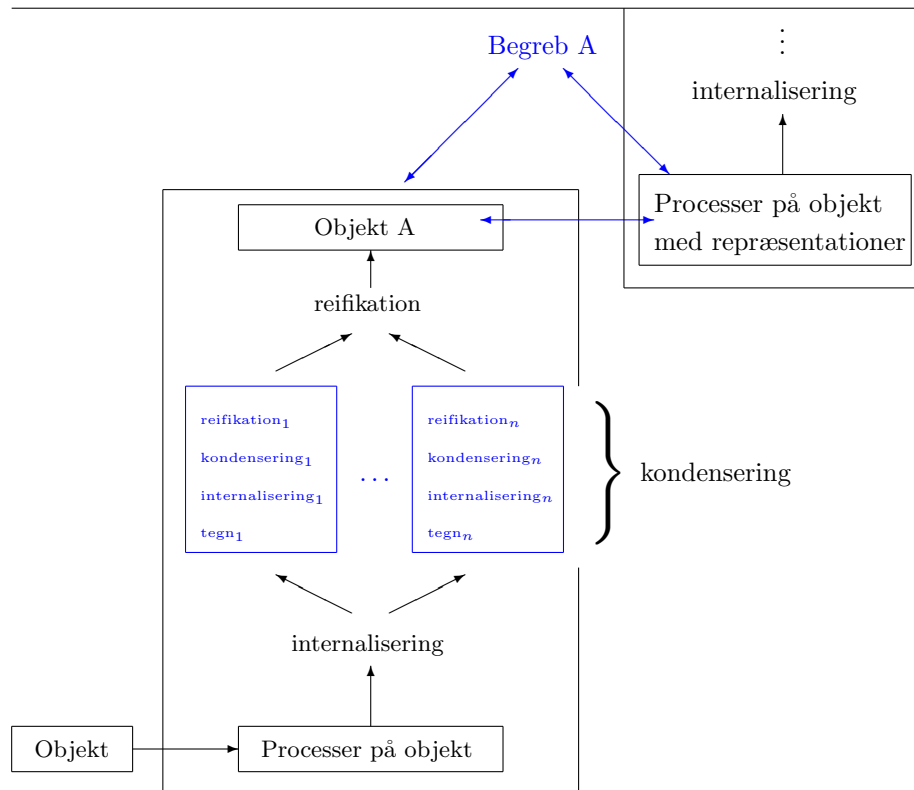 Begreb A
⋮
internalisering
Processer på objekt
med repræsentationer
Objekt A
reifikation
reifikation₁
kondensering₁
internalisering₁
tegn₁
...
reifikationₙ
kondenseringₙ
internaliseringₙ
tegnₙ
kondensering
internalisering
Objekt
Processer på objekt